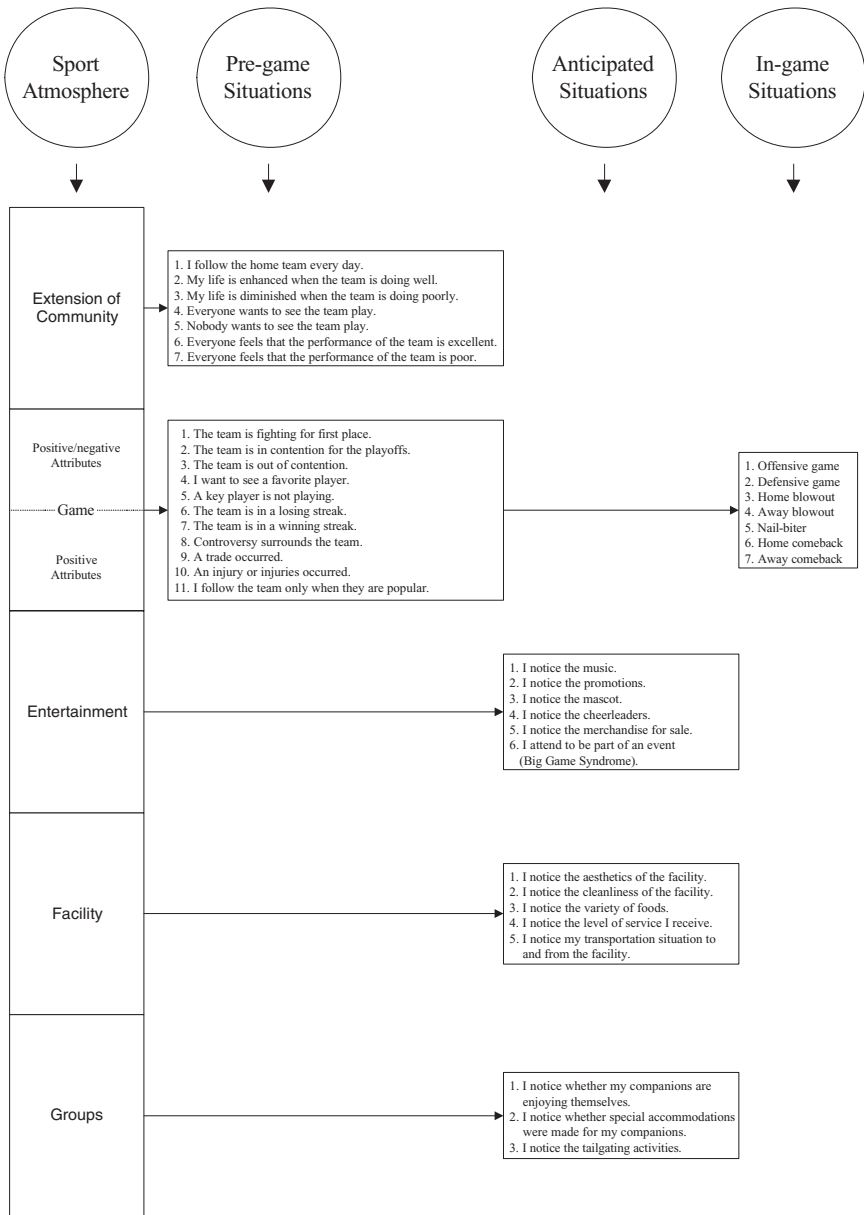 Sport
Atmosphere
Pre-game
Situations
Anticipated
Situations
In-game
Situations
Extension of
Community
1. I follow the home team every day.
2. My life is enhanced when the team is doing well.
3. My life is diminished when the team is doing poorly.
4. Everyone wants to see the team play.
5. Nobody wants to see the team play.
6. Everyone feels that the performance of the team is excellent.
7. Everyone feels that the performance of the team is poor.
Positive/negative
Attributes
Game
Positive
Attributes
1. The team is fighting for first place.
2. The team is in contention for the playoffs.
3. The team is out of contention.
4. I want to see a favorite player.
5. A key player is not playing.
6. The team is in a losing streak.
7. The team is in a winning streak.
8. Controversy surrounds the team.
9. A trade occurred.
10. An injury or injuries occurred.
11. I follow the team only when they are popular.
1. Offensive game
2. Defensive game
3. Home blowout
4. Away blowout
5. Nail-biter
6. Home comeback
7. Away comeback
Entertainment
1. I notice the music.
2. I notice the promotions.
3. I notice the mascot.
4. I notice the cheerleaders.
5. I notice the merchandise for sale.
6. I attend to be part of an event
(Big Game Syndrome).
Facility
1. I notice the aesthetics of the facility.
2. I notice the cleanliness of the facility.
3. I notice the variety of foods.
4. I notice the level of service I receive.
5. I notice my transportation situation to
and from the facility.
Groups
1. I notice whether my companions are
enjoying themselves.
2. I notice whether special accommodations
were made for my companions.
3. I notice the tailgating activities.